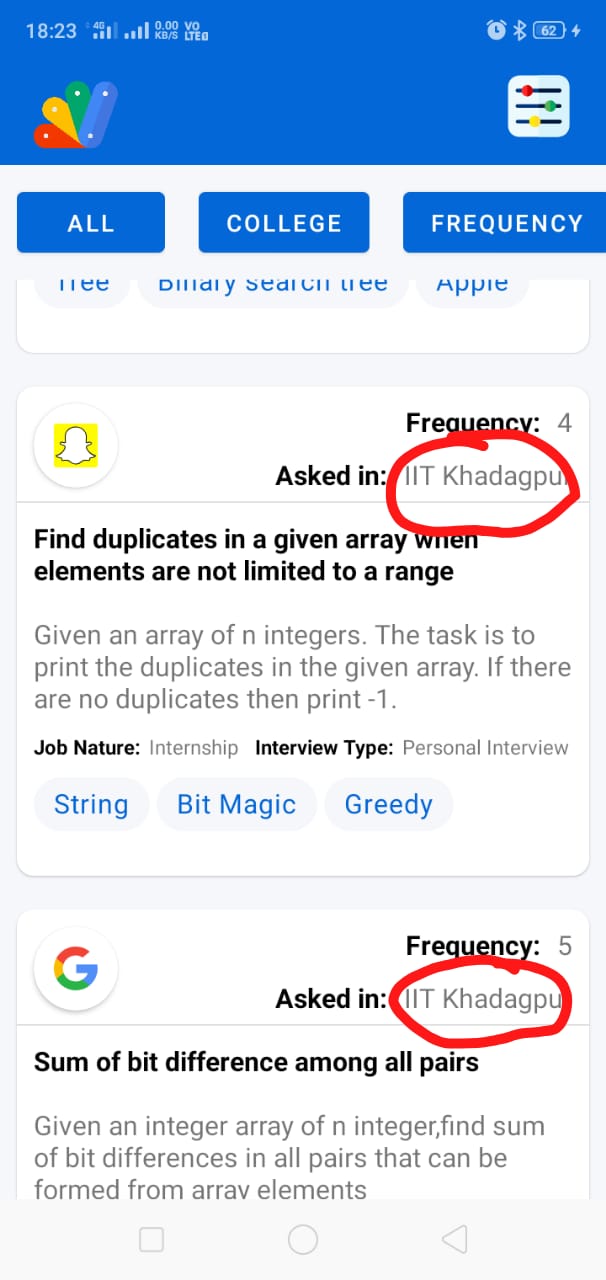 18:23 4G 0.00 KB/S VO LTE 62
ALL COLLEGE FREQUENCY
Tree Binary search tree Apple
Frequency: 4
Asked in: IIT Khadagpur
Find duplicates in a given array when
elements are not limited to a range
Given an array of n integers. The task is to
print the duplicates in the given array. If there
are no duplicates then print -1.
Job Nature: Internship Interview Type: Personal Interview
String Bit Magic Greedy
G
Frequency: 5
Asked in: IIT Khadagpu
Sum of bit difference among all pairs
Given an integer array of n integer,find sum
of bit differences in all pairs that can be
formed from array elements